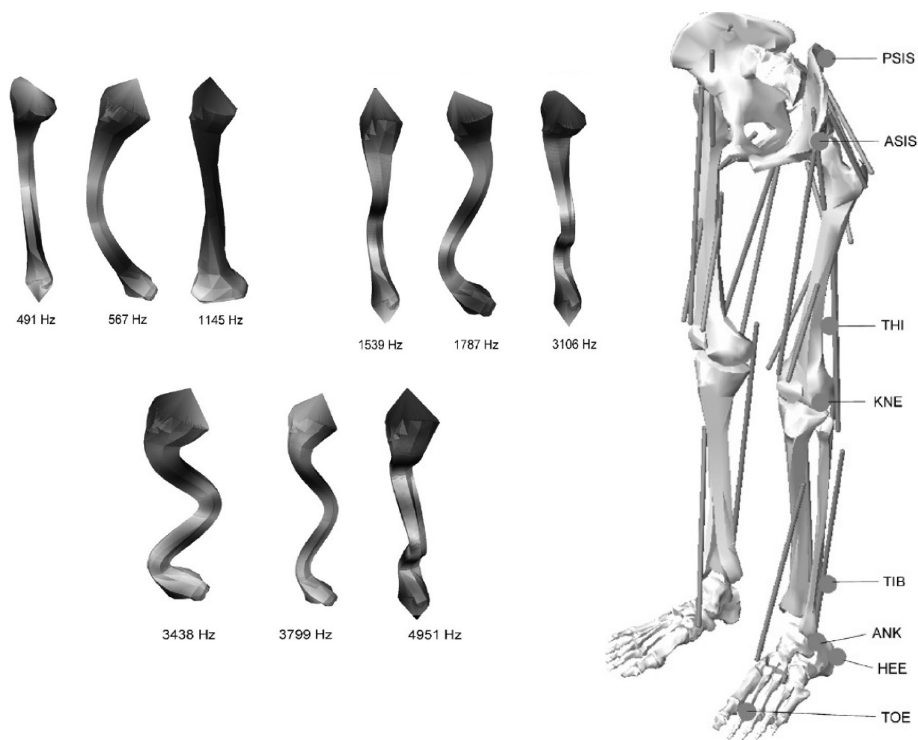 491 Hz
567 Hz
1145 Hz
1539 Hz
1787 Hz
3106 Hz
3438 Hz
3799 Hz
4951 Hz
PSIS
ASIS
THI
KNE
TIB
ANK
HEE
TOE